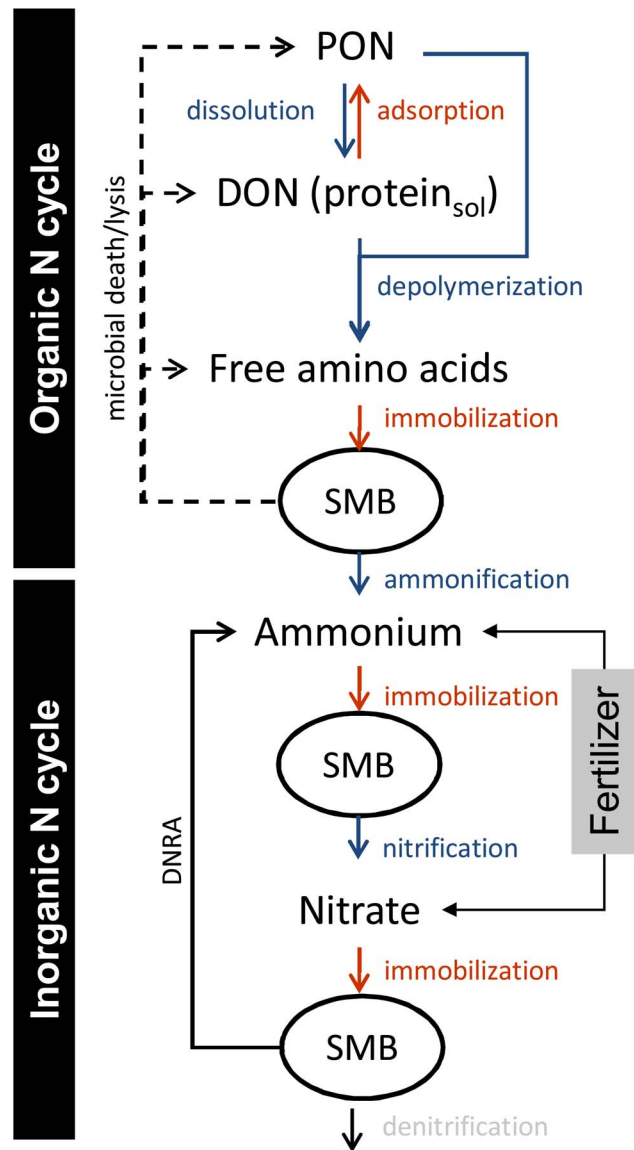 Organic N cycle
PON
dissolution
adsorption
DON (protein_sol)
microbial death/lysis
depolymerization
Free amino acids
immobilization
SMB
ammonification
Inorganic N cycle
Ammonium
immobilization
SMB
Fertilizer
DNRA
nitrification
Nitrate
immobilization
SMB
denitrification